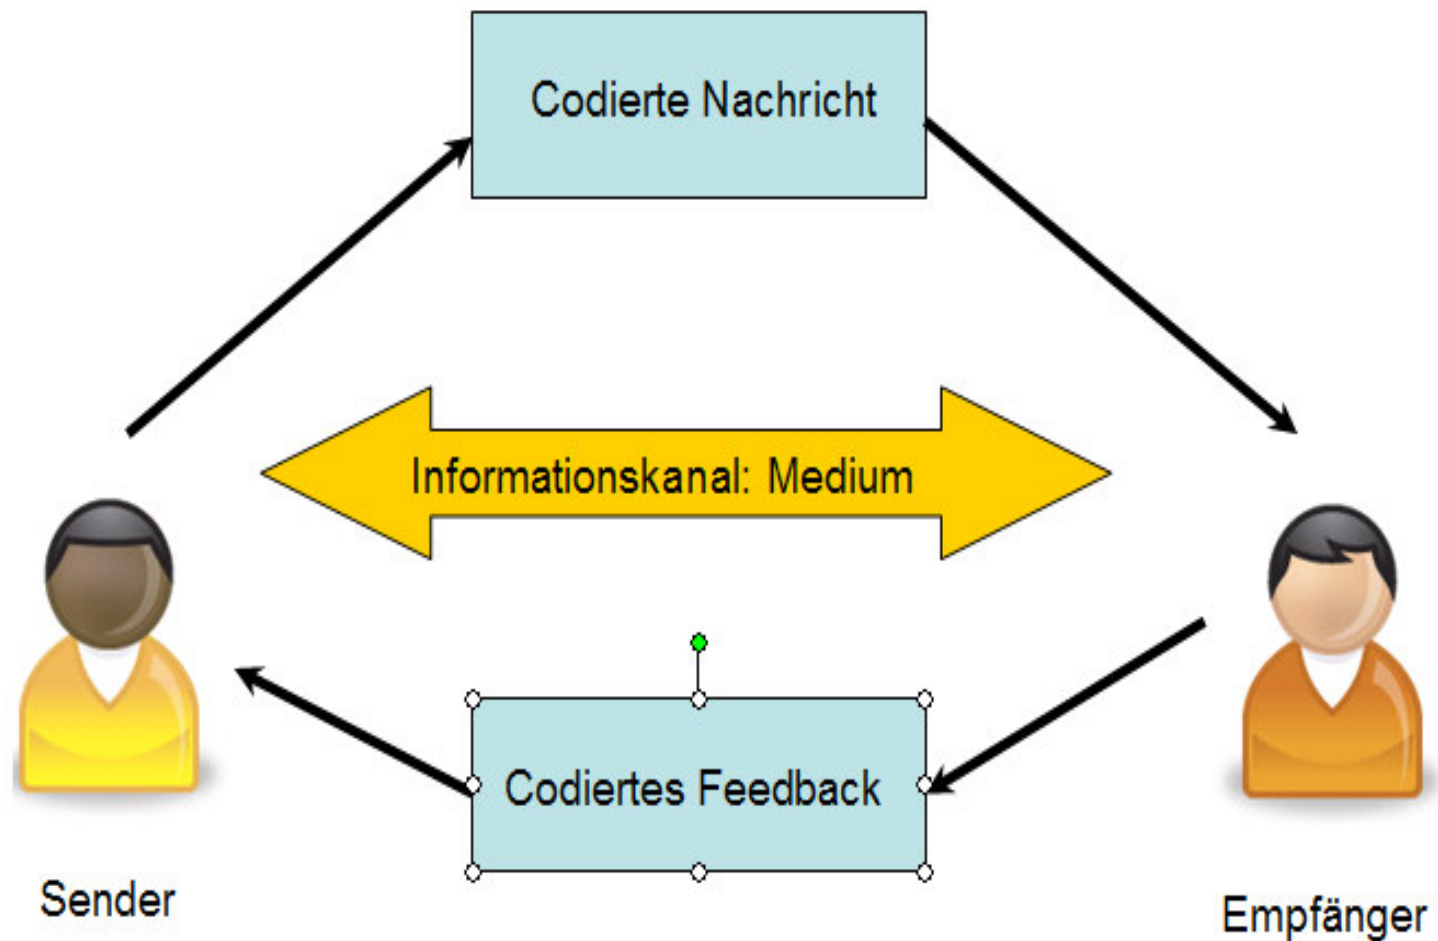 Codierte Nachricht
Informationskanal: Medium
Codiertes Feedback
Sender
Empfänger